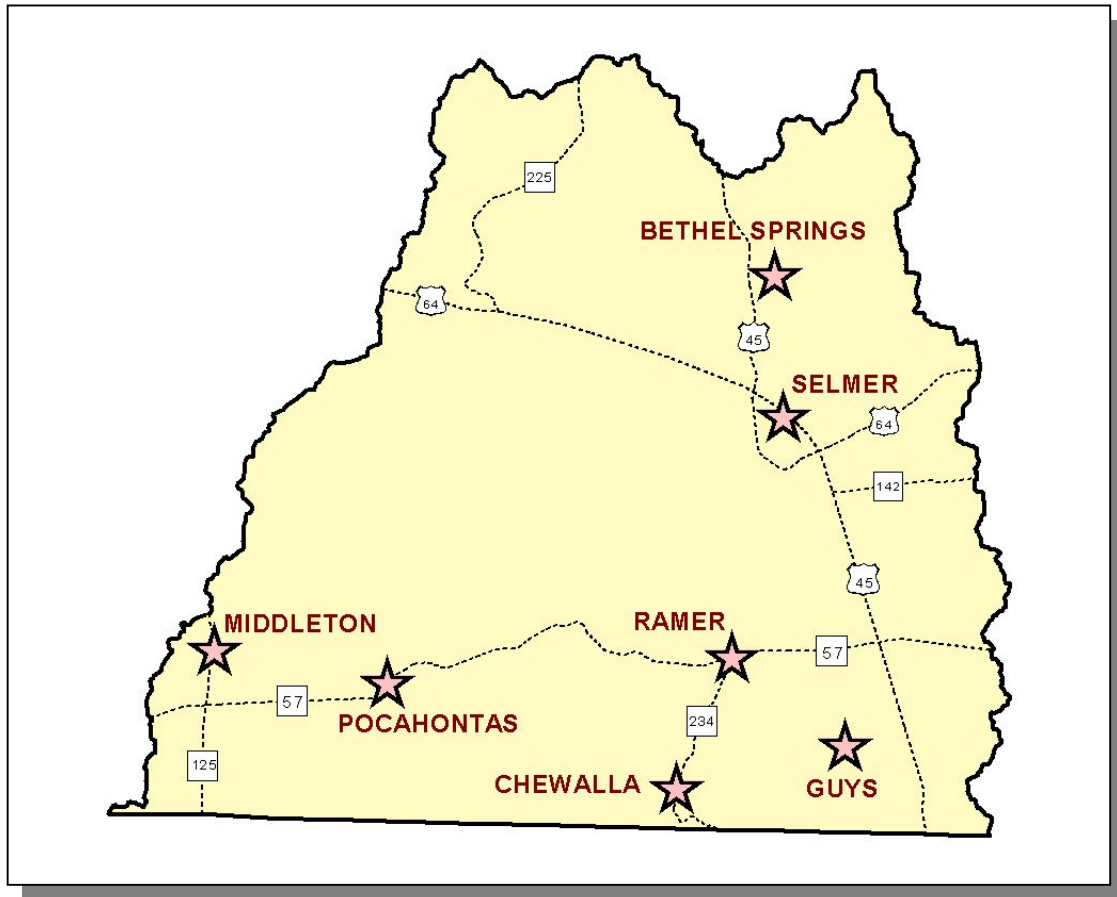 225
BETHEL SPRINGS
64
45
SELMER
64
142
45
MIDDLETON
RAMER
57
57
POCAHONTAS
234
125
CHEWALLA
GUYS